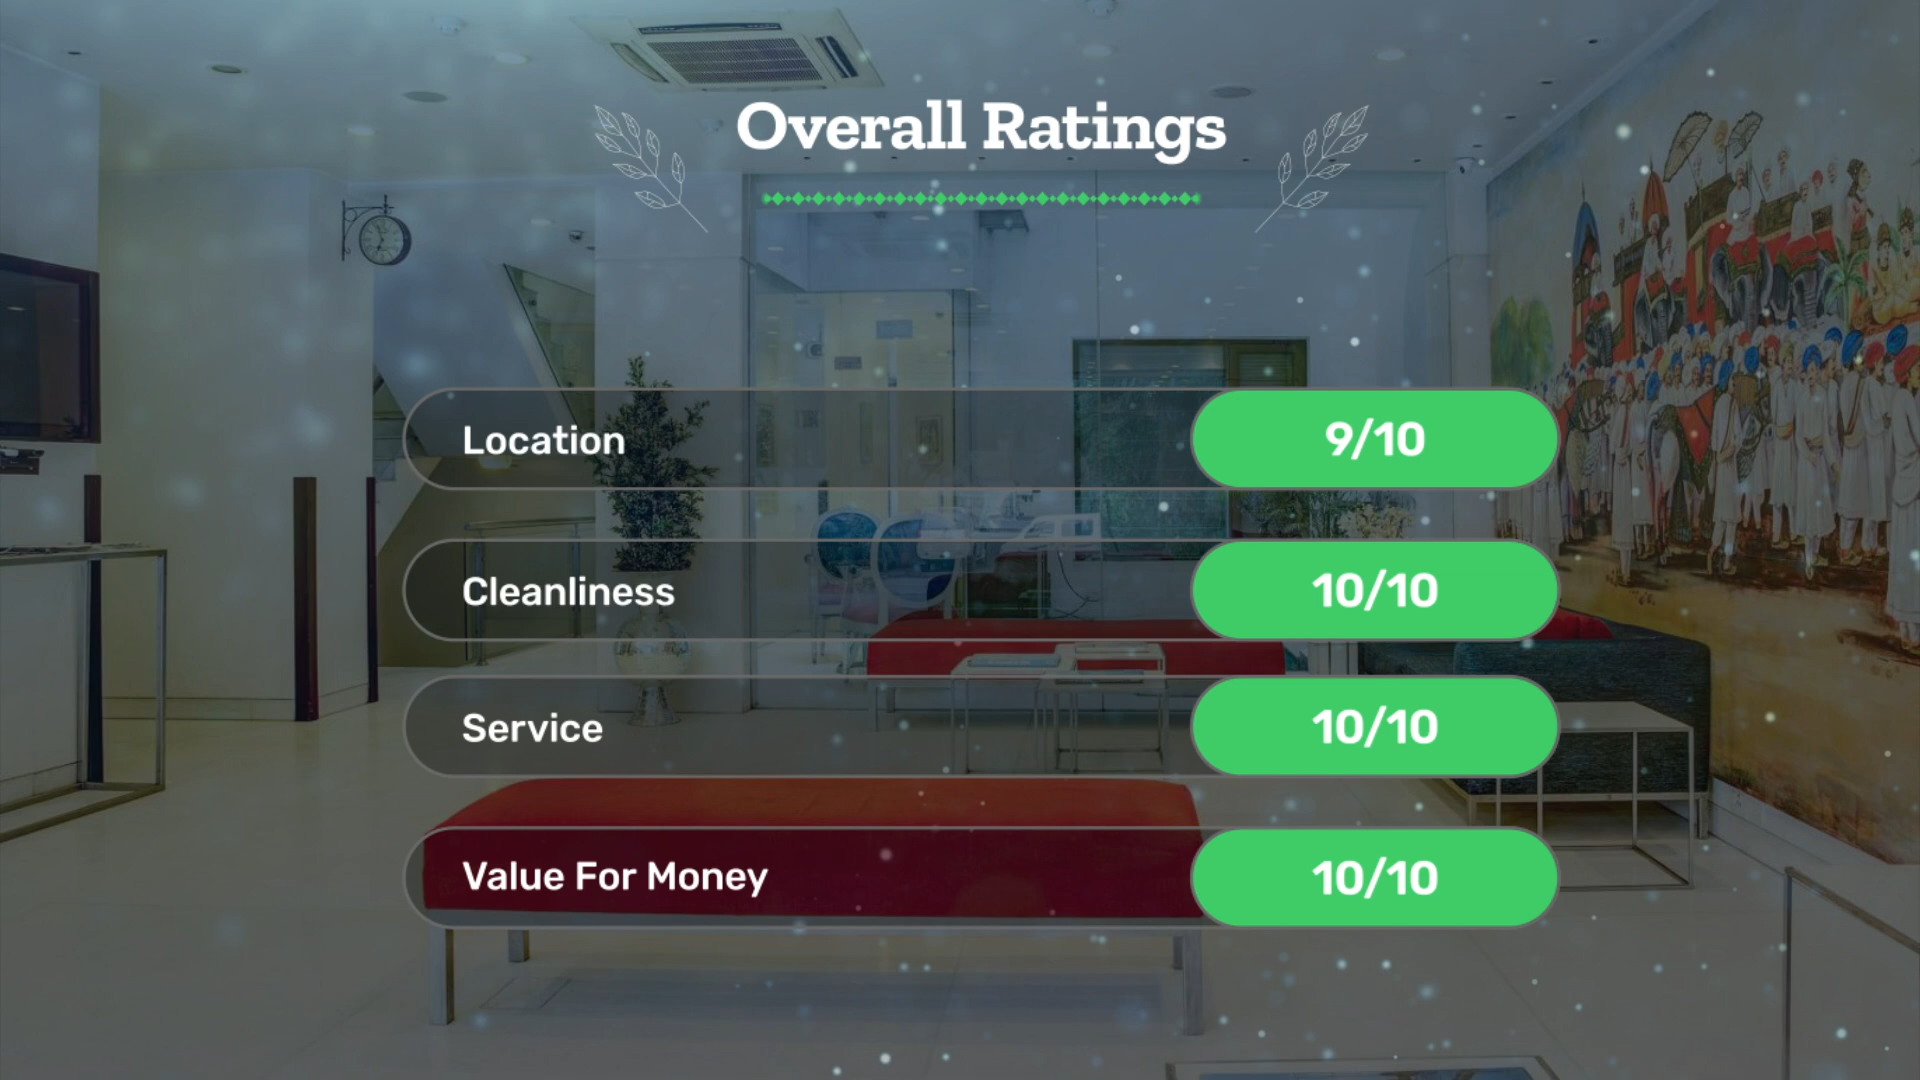 Overall Ratings
Location 9/10
Cleanliness 10/10
Service 10/10
Value For Money 10/10